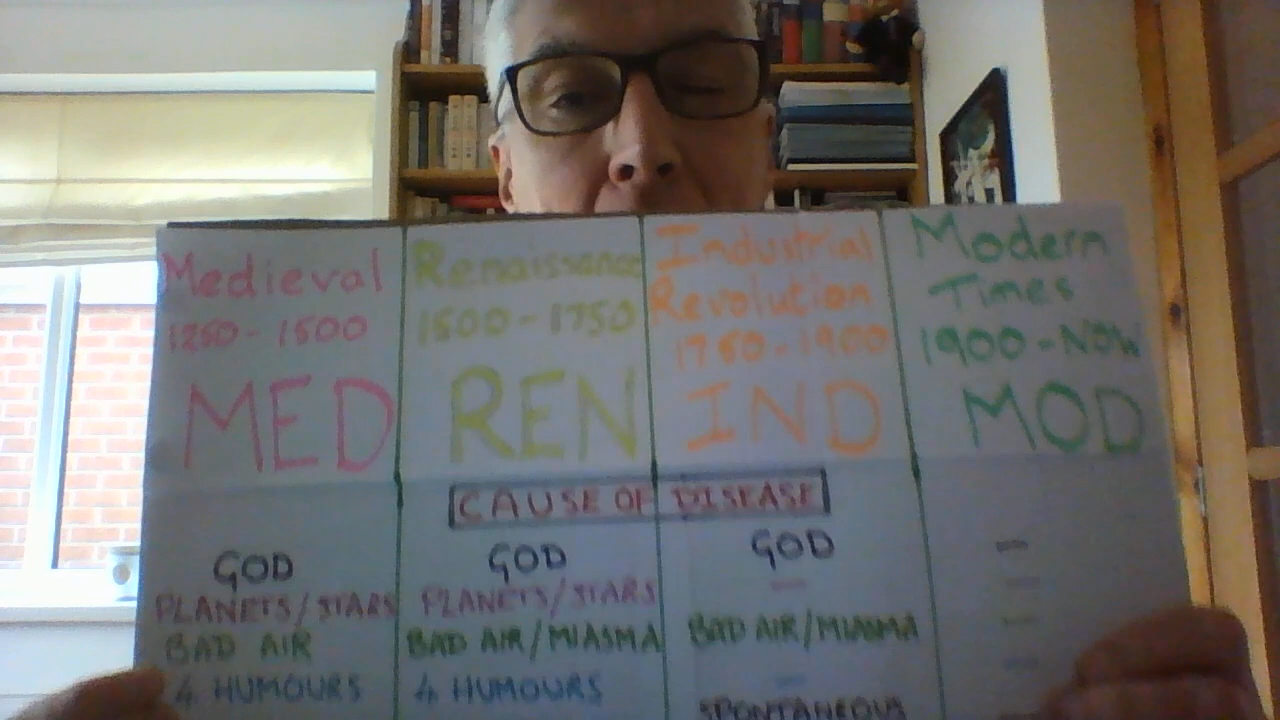 Medieval
1250-1500
MED
Renaissance
1500-1750
REN
Industrial
Revolution
1750-1900
IND
Modern
Times
1900-NOW
MOD
CAUSE OF DISEASE
GOD
PLANETS/STARS
BAD AIR
4 HUMOURS
GOD
PLANETS/STARS
BAD AIR/MIASMA
4 HUMOURS
GOD
-
BAD AIR/MIASMA
-
SPONTANEOUS
-
-
-
-